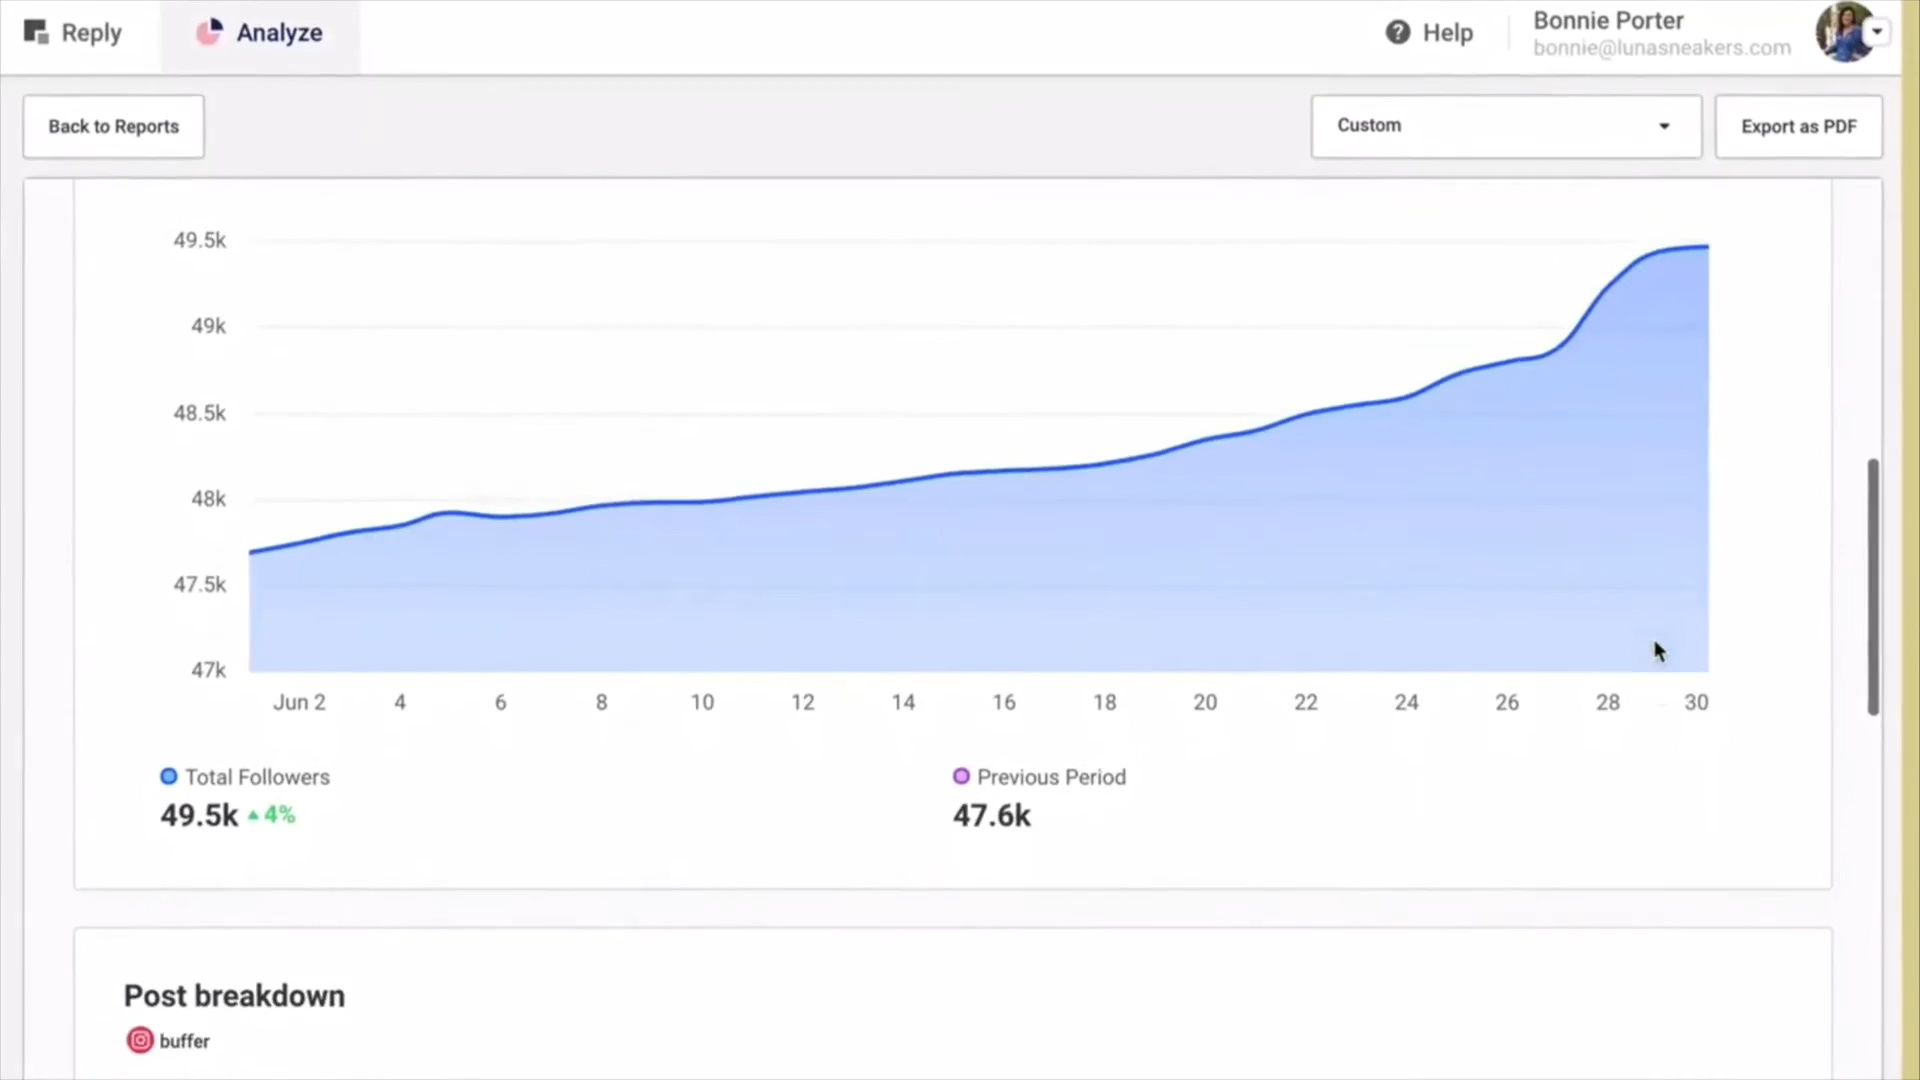 Reply
Analyze
Help
Bonnie Porter
bonnie@lunasneakers.com
Back to Reports
Custom
Export as PDF
49.5k
49k
48.5k
48k
47.5k
47k
Jun 2 4 6 8 10 12 14 16 18 20 22 24 26 28 30
Total Followers
49.5k 4%
Previous Period
47.6k
Post breakdown
buffer